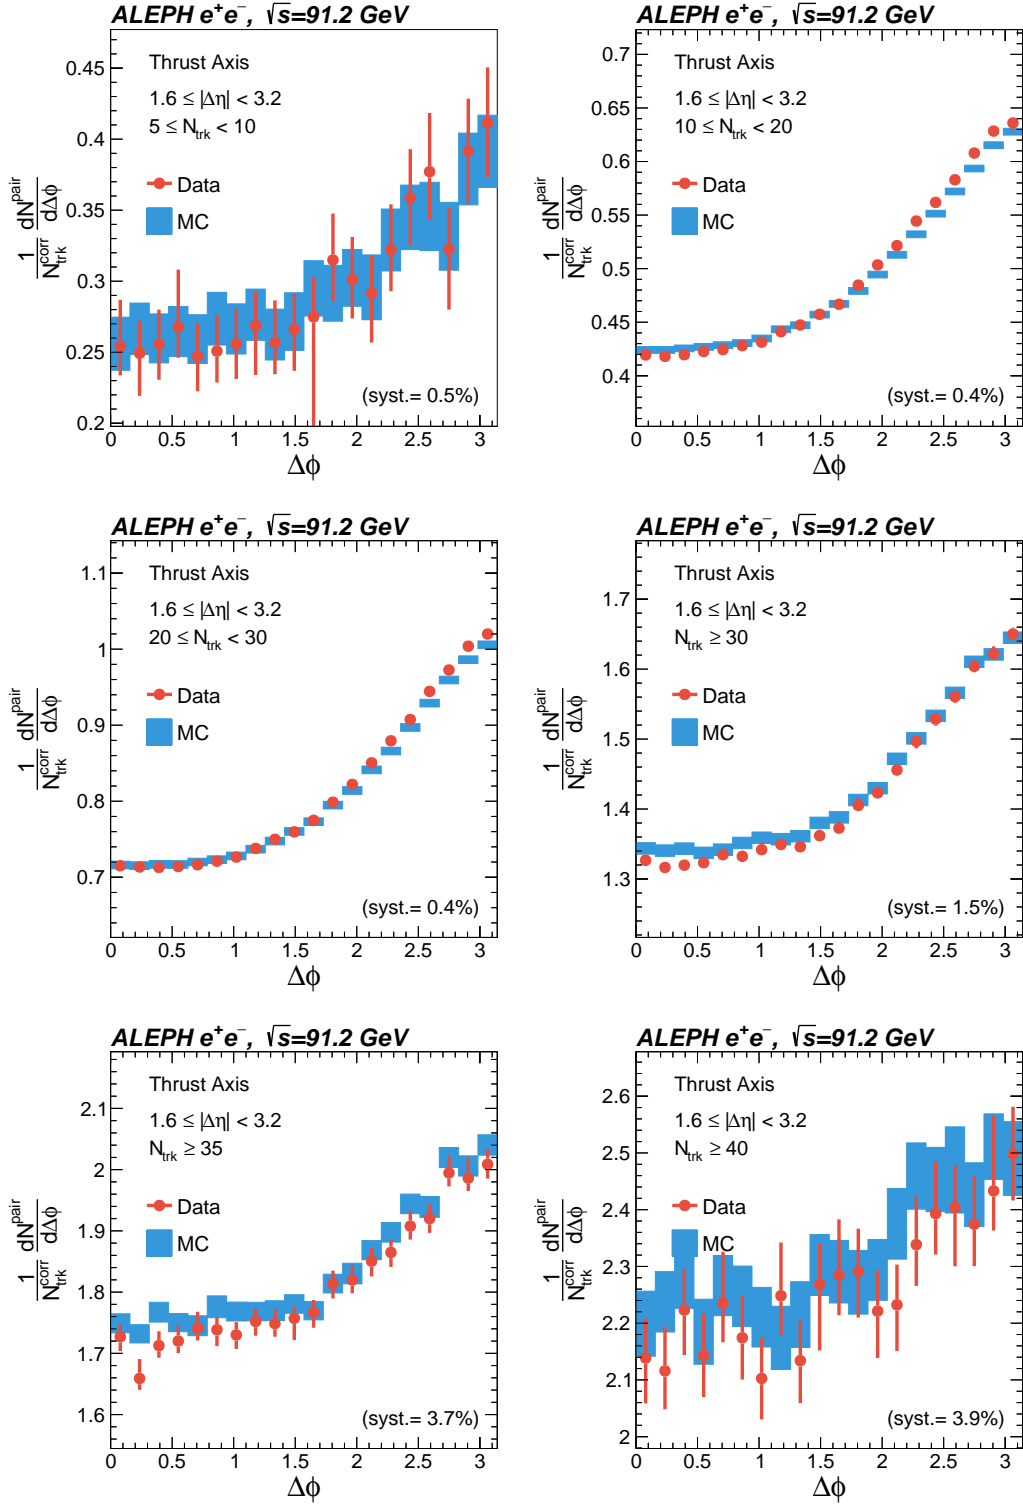 ALEPH e⁺e⁻, √s=91.2 GeV
Thrust Axis
1.6 ≤ |Δη| < 3.2
5 ≤ N_trk < 10
Data
MC
(syst.= 0.5%)
1/N_trk^corr dN^pair/dΔϕ
0.45
0.4
0.35
0.3
0.25
0.2
0 0.5 1 1.5 2 2.5 3
Δϕ
ALEPH e⁺e⁻, √s=91.2 GeV
Thrust Axis
1.6 ≤ |Δη| < 3.2
10 ≤ N_trk < 20
Data
MC
(syst.= 0.4%)
1/N_trk^corr dN^pair/dΔϕ
0.7
0.65
0.6
0.55
0.5
0.45
0.4
0 0.5 1 1.5 2 2.5 3
Δϕ
ALEPH e⁺e⁻, √s=91.2 GeV
Thrust Axis
1.6 ≤ |Δη| < 3.2
20 ≤ N_trk < 30
Data
MC
(syst.= 0.4%)
1/N_trk^corr dN^pair/dΔϕ
1.1
1
0.9
0.8
0.7
0 0.5 1 1.5 2 2.5 3
Δϕ
ALEPH e⁺e⁻, √s=91.2 GeV
Thrust Axis
1.6 ≤ |Δη| < 3.2
N_trk ≥ 30
Data
MC
(syst.= 1.5%)
1/N_trk^corr dN^pair/dΔϕ
1.7
1.6
1.5
1.4
1.3
0 0.5 1 1.5 2 2.5 3
Δϕ
ALEPH e⁺e⁻, √s=91.2 GeV
Thrust Axis
1.6 ≤ |Δη| < 3.2
N_trk ≥ 35
Data
MC
(syst.= 3.7%)
1/N_trk^corr dN^pair/dΔϕ
2.1
2
1.9
1.8
1.7
1.6
0 0.5 1 1.5 2 2.5 3
Δϕ
ALEPH e⁺e⁻, √s=91.2 GeV
Thrust Axis
1.6 ≤ |Δη| < 3.2
N_trk ≥ 40
Data
MC
(syst.= 3.9%)
1/N_trk^corr dN^pair/dΔϕ
2.6
2.5
2.4
2.3
2.2
2.1
2
0 0.5 1 1.5 2 2.5 3
Δϕ